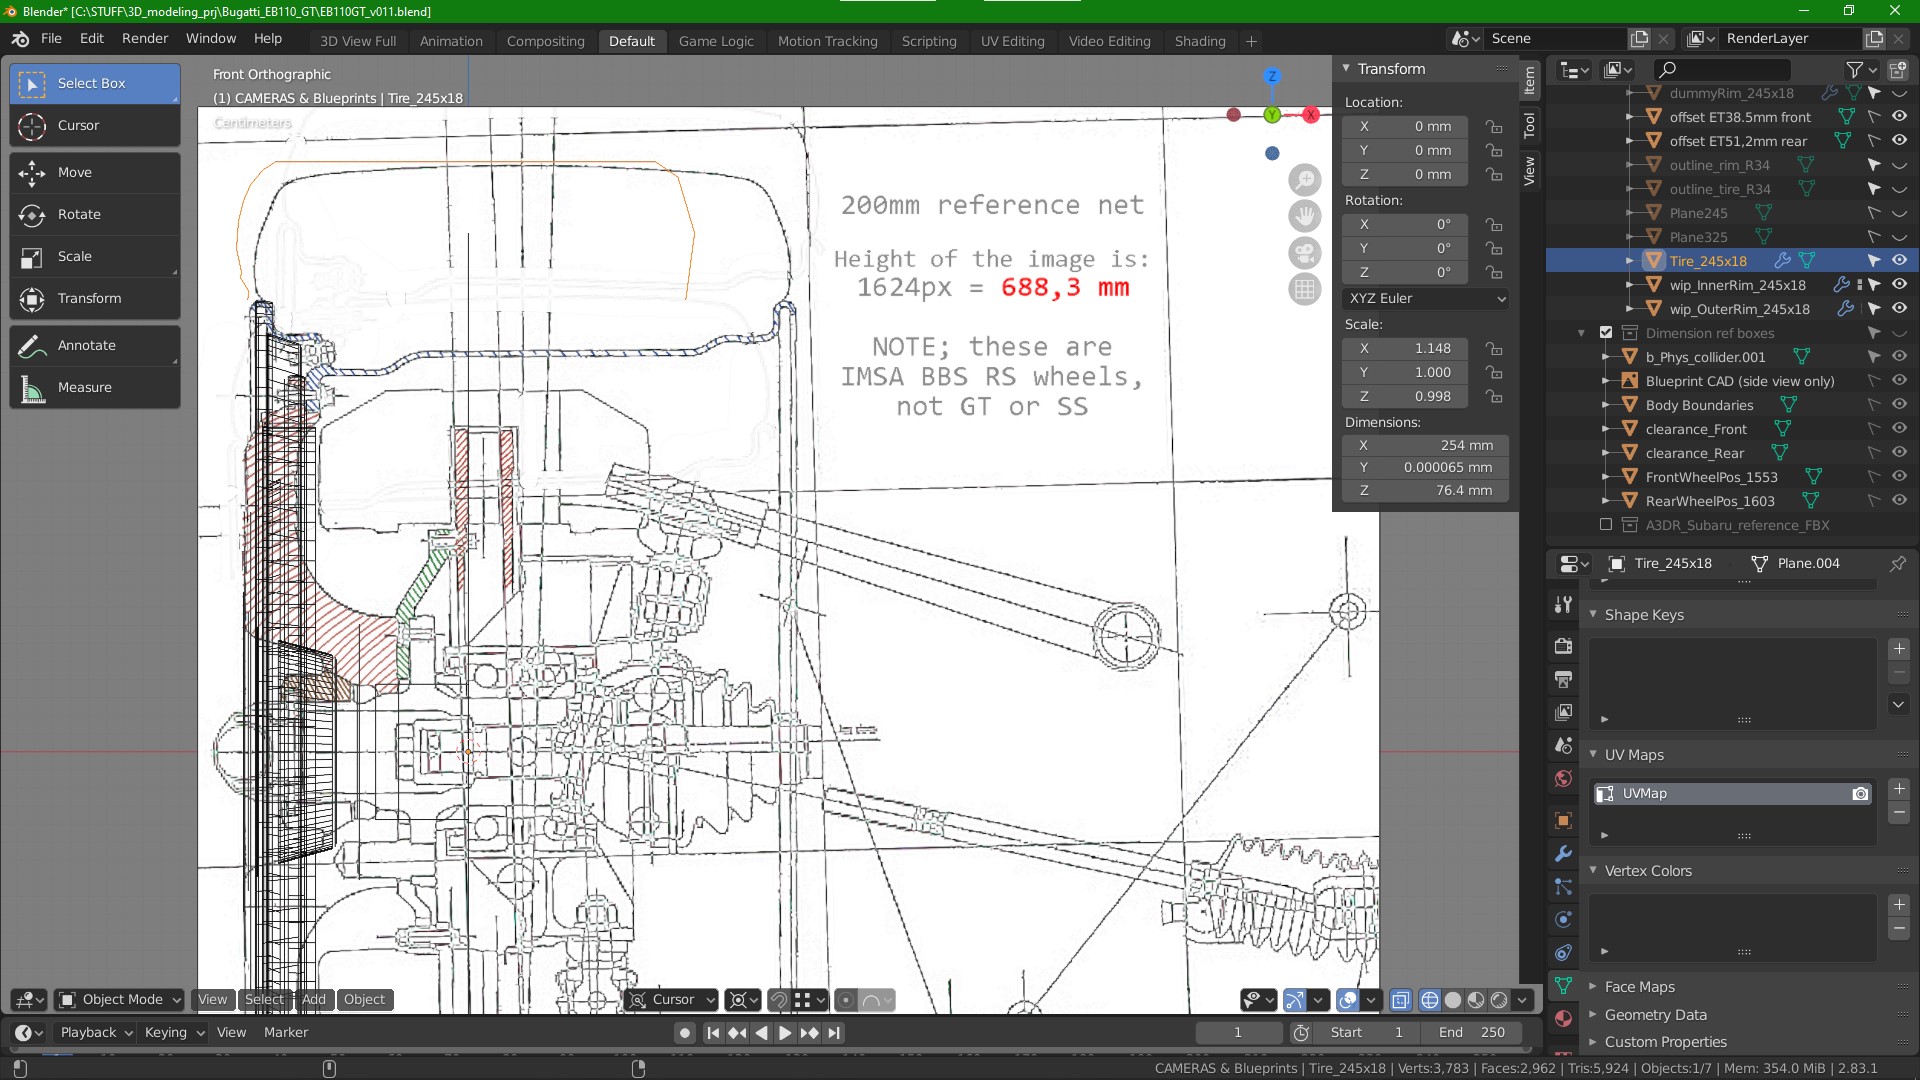 Blender* [C:\STUFF\3D_modeling_prj\Bugatti_EB110_GT\EB110GT_v011.blend]
File Edit Render Window Help
3D View Full Animation Compositing Default Game Logic Motion Tracking Scripting UV Editing Video Editing Shading +
Scene
RenderLayer
Select Box
Cursor
Move
Rotate
Scale
Transform
Annotate
Measure
Front Orthographic
(1) CAMERAS & Blueprints | Tire_245x18
Centimeters
200mm reference net
Height of the image is:
1624px = 688,3 mm
NOTE; these are
IMSA BBS RS wheels,
not GT or SS
Z
Y
X
Transform
Location:
X 0 mm
Y 0 mm
Z 0 mm
Rotation:
X 0°
Y 0°
Z 0°
XYZ Euler
Scale:
X 1.148
Y 1.000
Z 0.998
Dimensions:
X 254 mm
Y 0.000065 mm
Z 76.4 mm
Item
Tool
View
dummyRim_245x18
offset ET38.5mm front
offset ET51,2mm rear
outline_rim_R34
outline_tire_R34
Plane245
Plane325
Tire_245x18
wip_InnerRim_245x18
wip_OuterRim_245x18
Dimension ref boxes
b_Phys_collider.001
Blueprint CAD (side view only)
Body Boundaries
clearance_Front
clearance_Rear
FrontWheelPos_1553
RearWheelPos_1603
A3DR_Subaru_reference_FBX
Tire_245x18 Plane.004
Shape Keys
UV Maps
UVMap
Vertex Colors
Face Maps
Geometry Data
Custom Properties
Object Mode View Select Add Object
Cursor
Playback Keying View Marker
1
Start 1
End 250
CAMERAS & Blueprints | Tire_245x18 | Verts:3,783 | Faces:2,962 | Tris:5,924 | Objects:1/7 | Mem: 354.0 MiB | 2.83.1